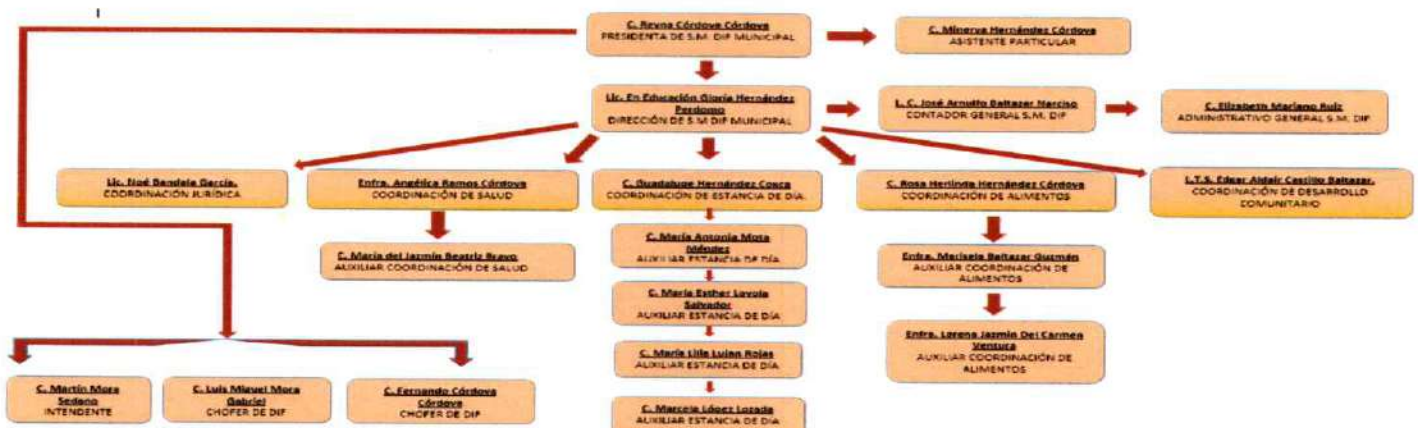 C. Reyna Córdova Córdova
PRESIDENTA DE S.M. DIF MUNICIPAL
C. Minerva Hernández Córdova
ASISTENTE PARTICULAR
Lic. En Educación Gloria Hernández
Perdomo
DIRECCIÓN DE S.M DIF MUNICIPAL
L. C. José Arnulfo Baltazar Narciso
CONTADOR GENERAL S.M. DIF
C. Elizabeth Mariano Ruiz
ADMINISTRATIVO GENERAL S.M. DIF
Lic. Noé Bandala García.
COORDINACIÓN JURÍDICA
Enfra. Angélica Ramos Córdova
COORDINACIÓN DE SALUD
C. Guadalupe Hernández Cosca
COORDINACIÓN DE ESTANCIA DE DÍA.
C. Rosa Herlinda Hernández Córdova
COORDINACIÓN DE ALIMENTOS
L.T.S. Edgar Aldair Castillo Baltazar.
COORDINACIÓN DE DESARROLLO
COMUNITARIO
C. María del Jazmín Beatriz Bravo
AUXILIAR COORDINACIÓN DE SALUD
C. María Antonia Mota
Méndez
AUXILIAR ESTANCIA DE DÍA
Enfra. Marisela Baltazar Guzmán
AUXILIAR COORDINACIÓN DE
ALIMENTOS
C. María Esther Loyola
Salvador
AUXILIAR ESTANCIA DE DÍA
Enfra. Lorena Jazmín Del Carmen
Ventura
AUXILIAR COORDINACIÓN DE
ALIMENTOS
C. María Lilia Lujan Rojas
AUXILIAR ESTANCIA DE DÍA
C. Marcela López Lozada
AUXILIAR ESTANCIA DE DÍA
C. Martín Mora
Sedano
INTENDENTE
C. Luis Miguel Mora
Gabriel
CHOFER DE DIF
C. Fernando Córdova
Córdova
CHOFER DE DIF